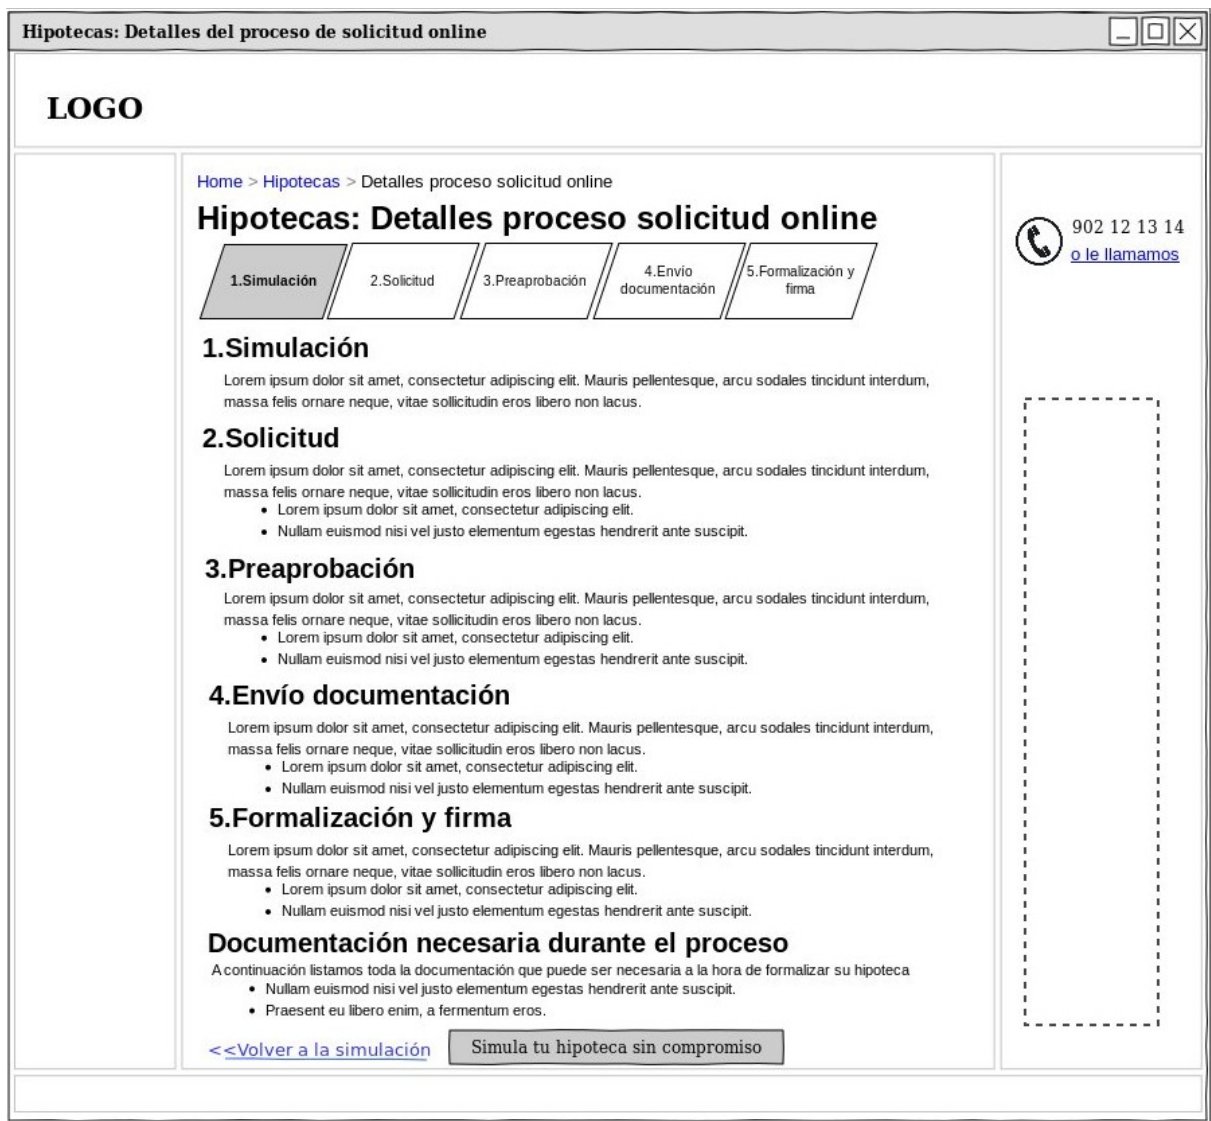 Hipotecas: Detalles del proceso de solicitud online
LOGO
Home > Hipotecas > Detalles proceso solicitud online
Hipotecas: Detalles proceso solicitud online
1.Simulación
2.Solicitud
3.Preaprobación
4.Envío
documentación
5.Formalización y
firma
902 12 13 14
o le llamamos
1.Simulación
Lorem ipsum dolor sit amet, consectetur adipiscing elit. Mauris pellentesque, arcu sodales tincidunt interdum,
massa felis ornare neque, vitae sollicitudin eros libero non lacus.
2.Solicitud
Lorem ipsum dolor sit amet, consectetur adipiscing elit. Mauris pellentesque, arcu sodales tincidunt interdum,
massa felis ornare neque, vitae sollicitudin eros libero non lacus.
• Lorem ipsum dolor sit amet, consectetur adipiscing elit.
• Nullam euismod nisi vel justo elementum egestas hendrerit ante suscipit.
3.Preaprobación
Lorem ipsum dolor sit amet, consectetur adipiscing elit. Mauris pellentesque, arcu sodales tincidunt interdum,
massa felis ornare neque, vitae sollicitudin eros libero non lacus.
• Lorem ipsum dolor sit amet, consectetur adipiscing elit.
• Nullam euismod nisi vel justo elementum egestas hendrerit ante suscipit.
4.Envío documentación
Lorem ipsum dolor sit amet, consectetur adipiscing elit. Mauris pellentesque, arcu sodales tincidunt interdum,
massa felis ornare neque, vitae sollicitudin eros libero non lacus.
• Lorem ipsum dolor sit amet, consectetur adipiscing elit.
• Nullam euismod nisi vel justo elementum egestas hendrerit ante suscipit.
5.Formalización y firma
Lorem ipsum dolor sit amet, consectetur adipiscing elit. Mauris pellentesque, arcu sodales tincidunt interdum,
massa felis ornare neque, vitae sollicitudin eros libero non lacus.
• Lorem ipsum dolor sit amet, consectetur adipiscing elit.
• Nullam euismod nisi vel justo elementum egestas hendrerit ante suscipit.
Documentación necesaria durante el proceso
A continuación listamos toda la documentación que puede ser necesaria a la hora de formalizar su hipoteca
• Nullam euismod nisi vel justo elementum egestas hendrerit ante suscipit.
• Praesent eu libero enim, a fermentum eros.
<<Volver a la simulación
Simula tu hipoteca sin compromiso